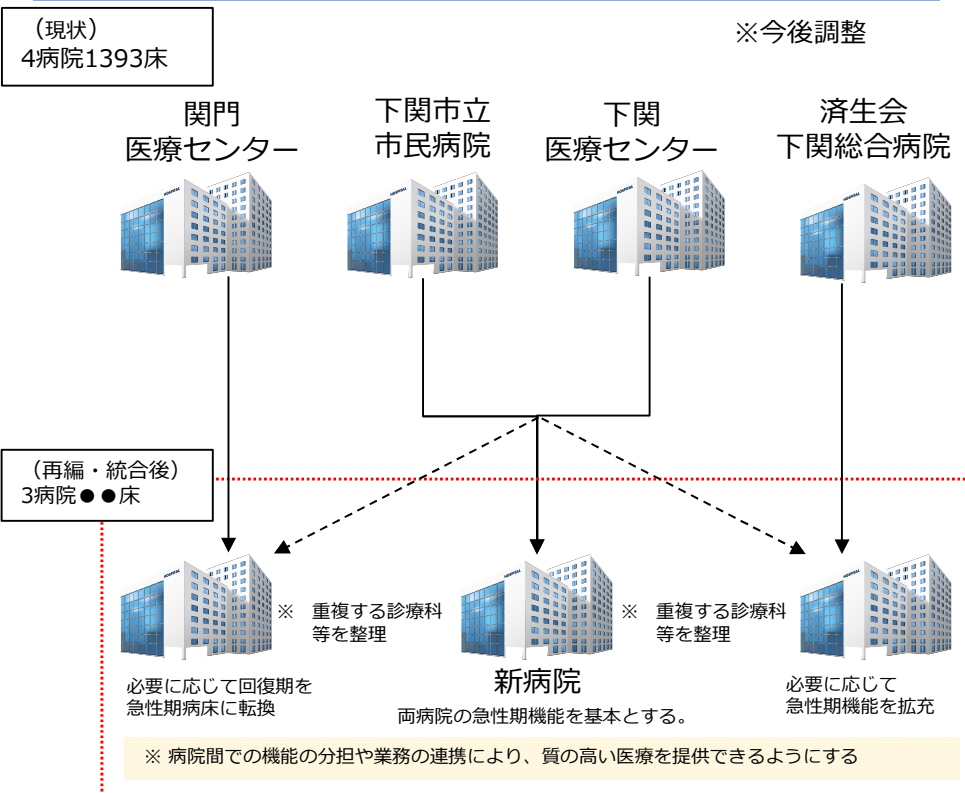 （現状）
4病院1393床
※今後調整
関門
医療センター
下関市立
市民病院
下関
医療センター
済生会
下関総合病院
HOSPITAL
HOSPITAL
HOSPITAL
HOSPITAL
（再編・統合後）
3病院●●床
HOSPITAL
※ 重複する診療科
等を整理
HOSPITAL
※ 重複する診療科
等を整理
HOSPITAL
必要に応じて回復期を
急性期病床に転換
新病院
両病院の急性期機能を基本とする。
必要に応じて
急性期機能を拡充
※ 病院間での機能の分担や業務の連携により、質の高い医療を提供できるようにする